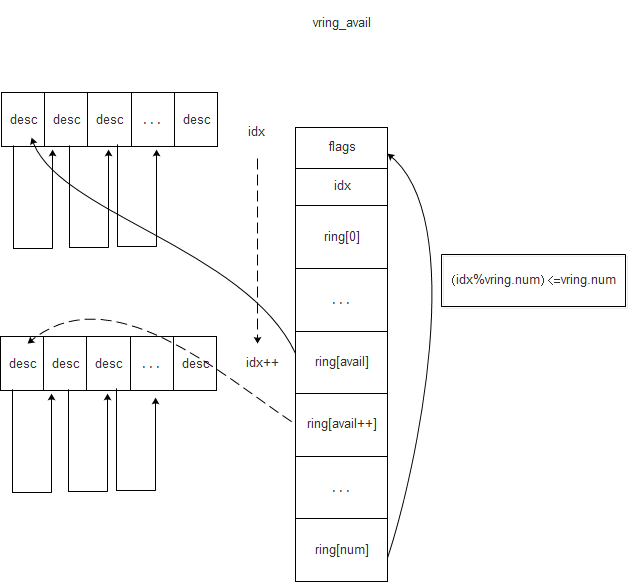 vring_avail
desc desc desc ... desc
idx
flags
idx
ring[0]
(idx%vring.num) <=vring.num
...
desc desc desc ... desc
idx++
ring[avail]
ring[avail++]
...
ring[num]